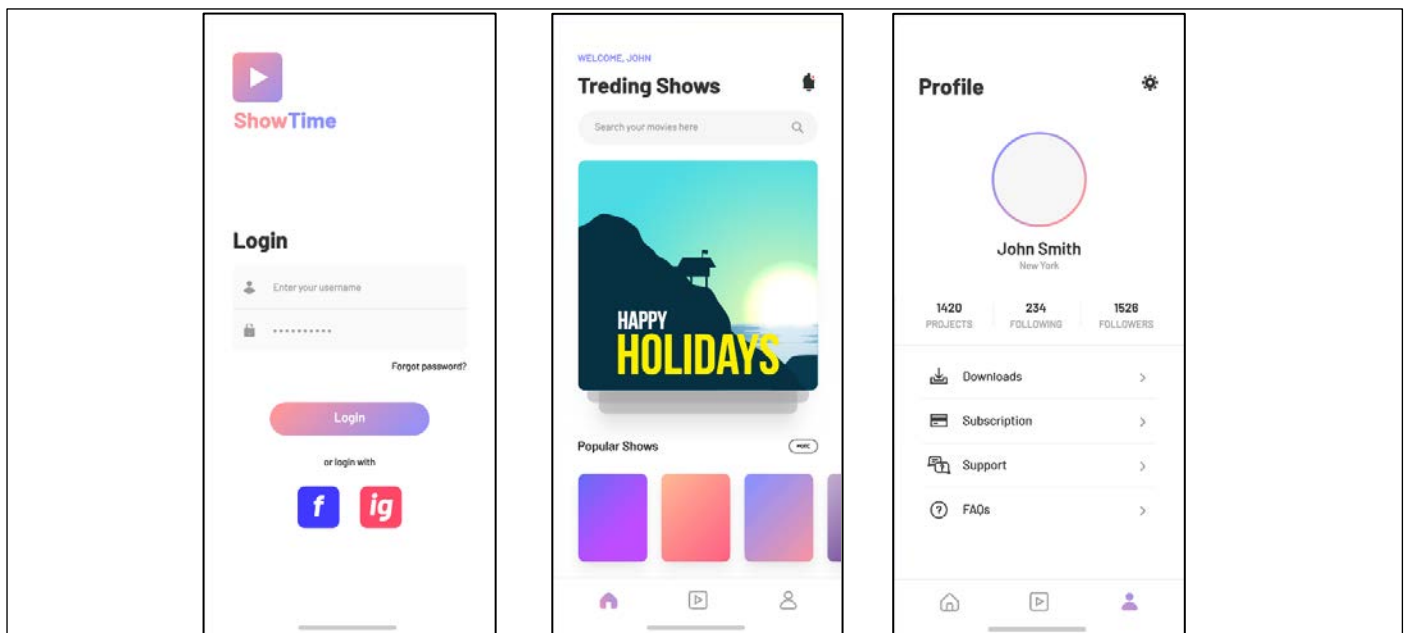 ShowTime
Login
Enter your username
Forgot password?
Login
or login with
f
ig
WELCOME, JOHN
Treding Shows
Search your movies here
HAPPY
HOLIDAYS
Popular Shows
MORE
Profile
John Smith
New York
1420
234
1526
PROJECTS
FOLLOWING
FOLLOWERS
Downloads
Subscription
Support
FAQs